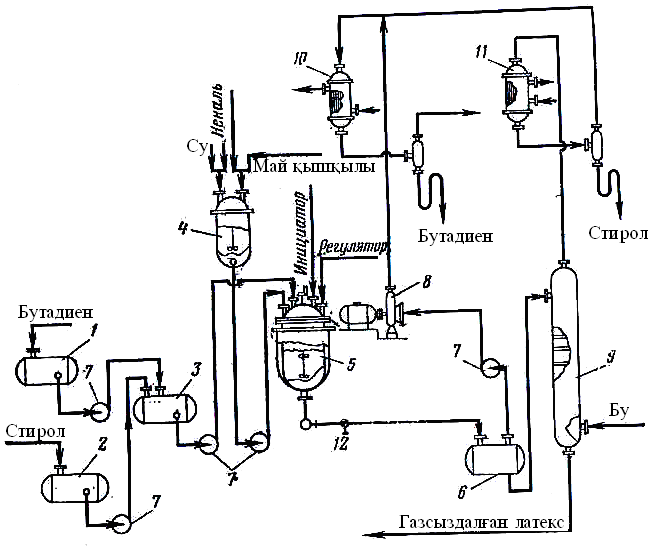 10
11
Некаль
Су
Май қышқылы
4
Инициатор
Регулятор
Бутадиен
Стирол
8
Бутадиен
1
7
3
5
7
9
Стирол
2
7
7
12
6
Бу
Газсыздалған латекс